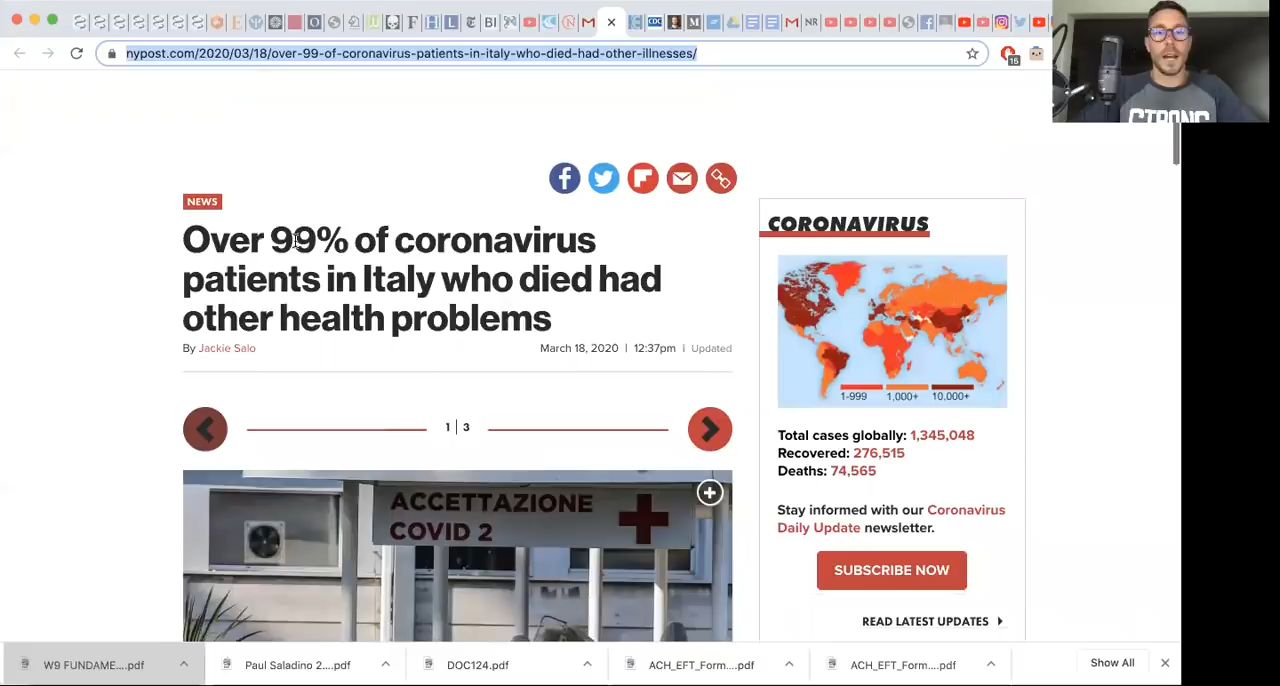 nypost.com/2020/03/18/over-99-of-coronavirus-patients-in-italy-who-died-had-other-illnesses/
15
NEWS
Over 99% of coronavirus
patients in Italy who died had
other health problems
By Jackie Salo
March 18, 2020 | 12:37pm | Updated
1 | 3
ACCETTAZIONE
COVID 2
CORONAVIRUS
1-999 1,000+ 10,000+
Total cases globally: 1,345,048
Recovered: 276,515
Deaths: 74,565
Stay informed with our Coronavirus
Daily Update newsletter.
SUBSCRIBE NOW
READ LATEST UPDATES
W9 FUNDAME....pdf
Paul Saladino 2....pdf
DOC124.pdf
ACH_EFT_Form....pdf
ACH_EFT_Form....pdf
Show All